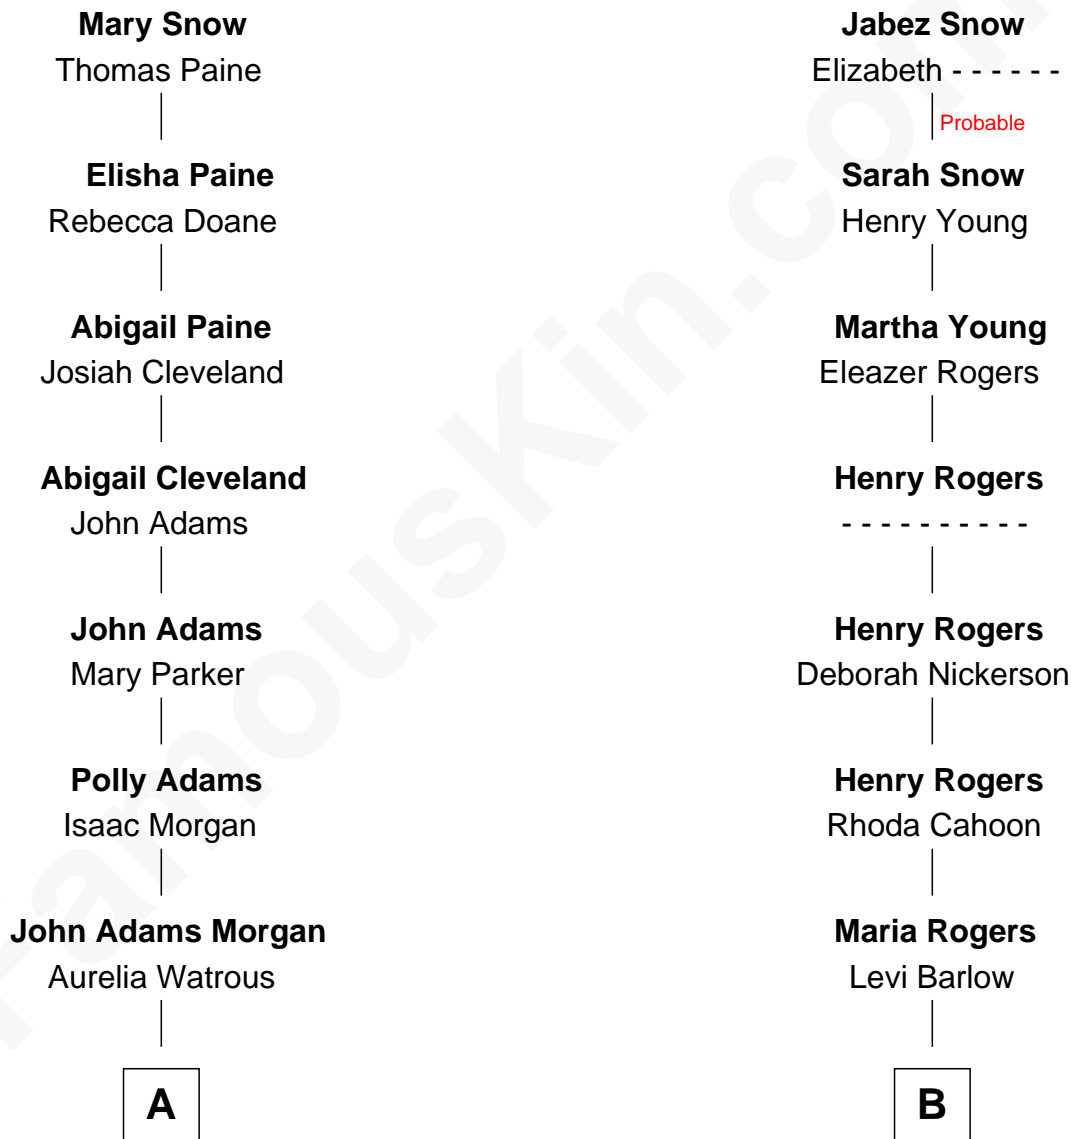 Mary Snow
Thomas Paine
Elisha Paine
Rebecca Doane
Abigail Paine
Josiah Cleveland
Abigail Cleveland
John Adams
John Adams
Mary Parker
Polly Adams
Isaac Morgan
John Adams Morgan
Aurelia Watrous
A
Jabez Snow
Elizabeth - - - - - -
Probable
Sarah Snow
Henry Young
Martha Young
Eleazer Rogers
Henry Rogers
- - - - - - - - - -
Henry Rogers
Deborah Nickerson
Henry Rogers
Rhoda Cahoon
Maria Rogers
Levi Barlow
B
FamousKin.com